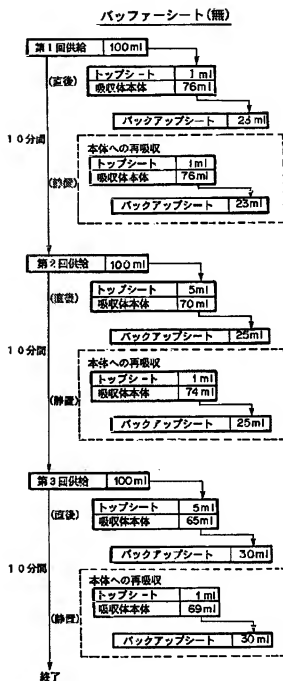 バッファーシート(無)
第1回供給 100ml
(直後)
トップシート 1ml
吸収体本体 76ml
バックアップシート 23ml
10分間
本体への再吸収
(静置)
トップシート 1ml
吸収体本体 76ml
バックアップシート 23ml
第2回供給 100ml
(直後)
トップシート 5ml
吸収体本体 70ml
バックアップシート 25ml
10分間
本体への再吸収
(静置)
トップシート 1ml
吸収体本体 74ml
バックアップシート 25ml
第3回供給 100ml
(直後)
トップシート 5ml
吸収体本体 65ml
バックアップシート 30ml
10分間
本体への再吸収
(静置)
トップシート 1ml
吸収体本体 69ml
バックアップシート 30ml
終了